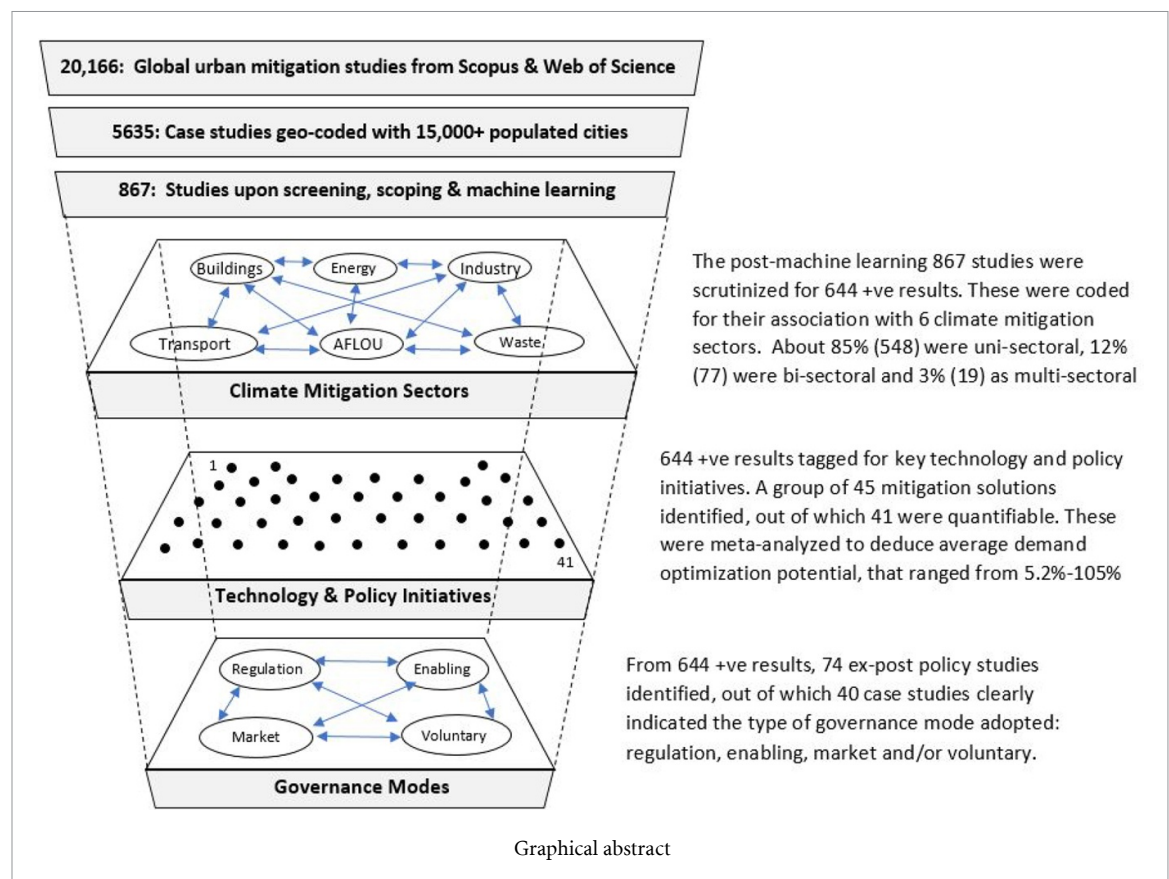 20,166:  Global urban mitigation studies from Scopus & Web of Science
5635: Case studies geo-coded with 15,000+ populated cities
867:  Studies upon screening, scoping & machine learning
Buildings
Energy
Industry
Transport
AFLOU
Waste
Climate Mitigation Sectors
The post-machine learning 867 studies were
scrutinized for 644 +ve results. These were coded
for their association with 6 climate mitigation
sectors.  About 85% (548) were uni-sectoral, 12%
(77) were bi-sectoral and 3% (19) as multi-sectoral
1
41
Technology & Policy Initiatives
644 +ve results tagged for key technology and policy
initiatives. A group of 45 mitigation solutions
identified, out of which 41 were quantifiable. These
were meta-analyzed to deduce average demand
optimization potential, that ranged from 5.2%-105%
Regulation
Enabling
Market
Voluntary
Governance Modes
From 644 +ve results, 74 ex-post policy studies
identified, out of which 40 case studies clearly
indicated the type of governance mode adopted:
regulation, enabling, market and/or voluntary.
Graphical abstract